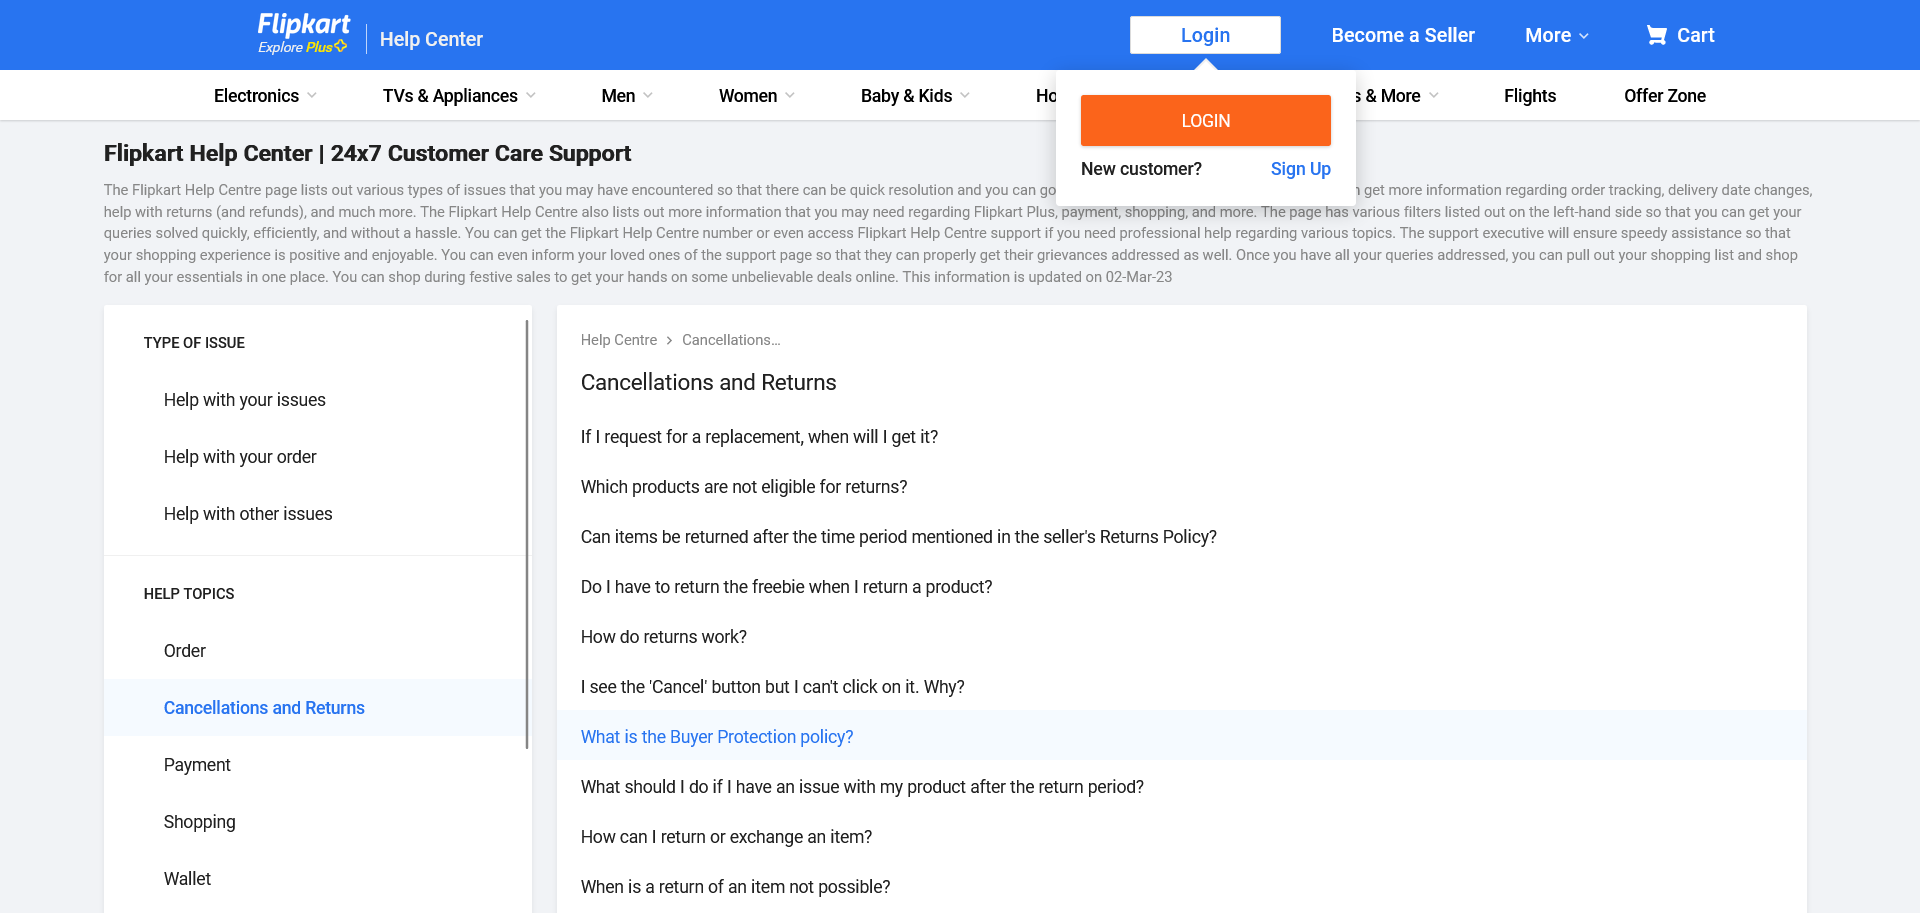 Flipkart
Explore Plus
Help Center
Login
Become a Seller
More
Cart
Electronics
TVs & Appliances
Men
Women
Baby & Kids
& More
Flights
Offer Zone
LOGIN
New customer?
Sign Up
Flipkart Help Center | 24x7 Customer Care Support
The Flipkart Help Centre page lists out various types of issues that you may have encountered so that there can be quick resolution and you can go get more information regarding order tracking, delivery date changes,
help with returns (and refunds), and much more. The Flipkart Help Centre also lists out more information that you may need regarding Flipkart Plus, payment, shopping, and more. The page has various filters listed out on the left-hand side so that you can get your
queries solved quickly, efficiently, and without a hassle. You can get the Flipkart Help Centre number or even access Flipkart Help Centre support if you need professional help regarding various topics. The support executive will ensure speedy assistance so that
your shopping experience is positive and enjoyable. You can even inform your loved ones of the support page so that they can properly get their grievances addressed as well. Once you have all your queries addressed, you can pull out your shopping list and shop
for all your essentials in one place. You can shop during festive sales to get your hands on some unbelievable deals online. This information is updated on 02-Mar-23
TYPE OF ISSUE
Help with your issues
Help with your order
Help with other issues
HELP TOPICS
Order
Cancellations and Returns
Payment
Shopping
Wallet
Help Centre
Cancellations...
Cancellations and Returns
If I request for a replacement, when will I get it?
Which products are not eligible for returns?
Can items be returned after the time period mentioned in the seller's Returns Policy?
Do I have to return the freebie when I return a product?
How do returns work?
I see the 'Cancel' button but I can't click on it. Why?
What is the Buyer Protection policy?
What should I do if I have an issue with my product after the return period?
How can I return or exchange an item?
When is a return of an item not possible?